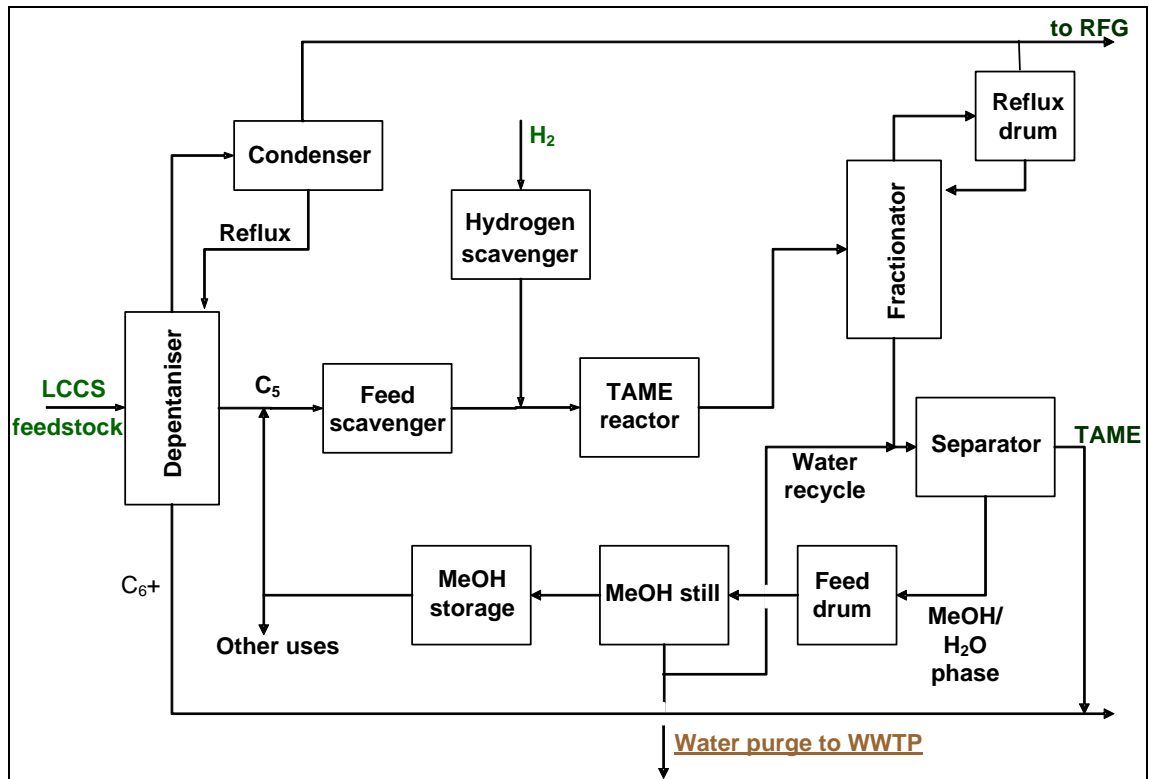 to RFG
Reflux
drum
Condenser
H₂
Hydrogen
scavenger
Reflux
Fractionator
Depentaniser
LCCS
feedstock
C₅
Feed
scavenger
TAME
reactor
Separator
TAME
Water
recycle
C₆+
MeOH
storage
MeOH still
Feed
drum
Other uses
MeOH/
H₂O
phase
Water purge to WWTP